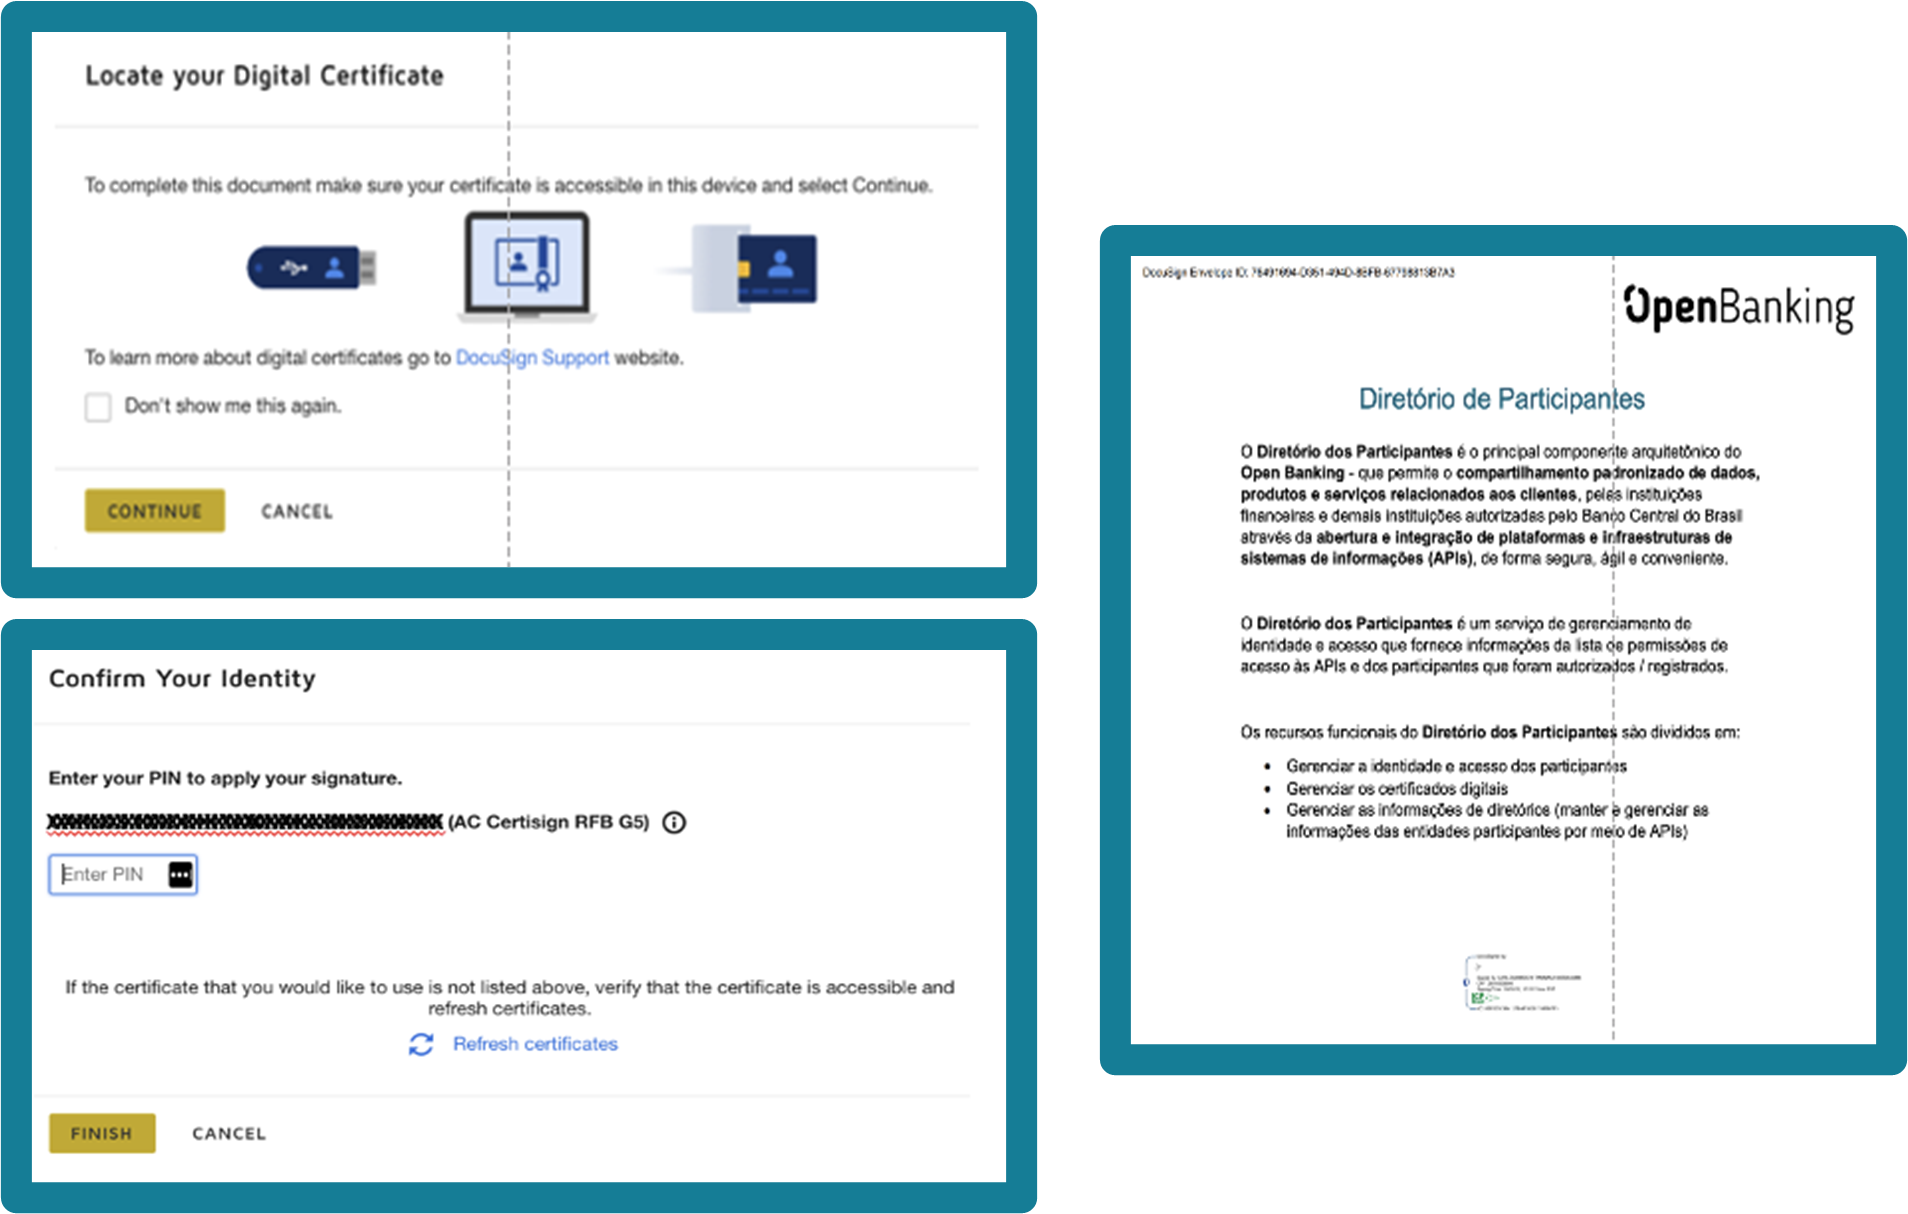 Locate your Digital Certificate
To complete this document make sure your certificate is accessible in this device and select Continue.
To learn more about digital certificates go to DocuSign Support website.
Don't show me this again.
CONTINUE CANCEL
Confirm Your Identity
Enter your PIN to apply your signature.
(AC Certisign RFB G5)
Enter PIN
If the certificate that you would like to use is not listed above, verify that the certificate is accessible and
refresh certificates.
Refresh certificates
FINISH CANCEL
DocuSign Envelope ID:
OpenBanking
Diretório de Participantes
O Diretório dos Participantes é o principal componente arquitetônico do
Open Banking - que permite o compartilhamento padronizado de dados,
produtos e serviços relacionados aos clientes, pelas instituições
financeiras e demais instituições autorizadas pelo Banco Central do Brasil
através da abertura e integração de plataformas e infraestruturas de
sistemas de informações (APIs), de forma segura, ágil e conveniente.
O Diretório dos Participantes é um serviço de gerenciamento de
identidade e acesso que fornece informações da lista de permissões de
acesso às APIs e dos participantes que foram autorizados / registrados.
Os recursos funcionais do Diretório dos Participantes são divididos em:
• Gerenciar a identidade e acesso dos participantes
• Gerenciar os certificados digitais
• Gerenciar as informações de diretórios (manter e gerenciar as
informações das entidades participantes por meio de APIs)